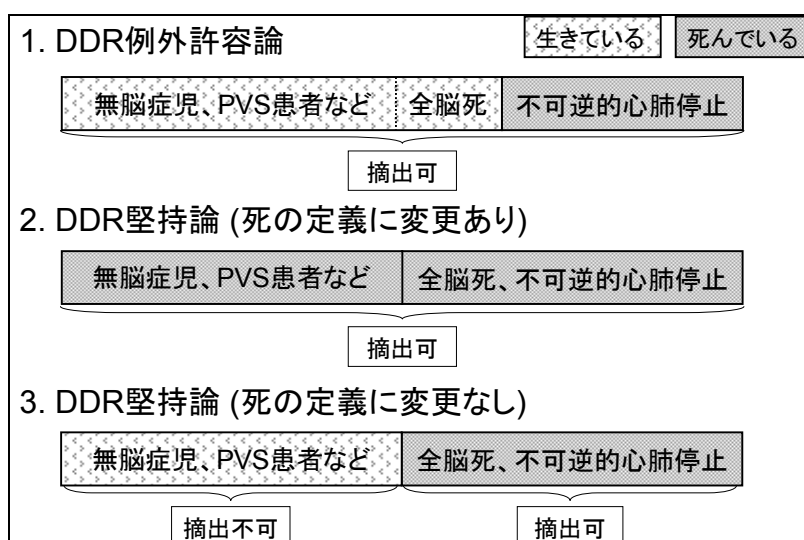 1. DDR例外許容論
生きている 死んでいる
無脳症児、PVS患者など 全脳死 不可逆的心肺停止
摘出可
2. DDR堅持論 (死の定義に変更あり)
無脳症児、PVS患者など 全脳死、不可逆的心肺停止
摘出可
3. DDR堅持論 (死の定義に変更なし)
無脳症児、PVS患者など 全脳死、不可逆的心肺停止
摘出不可 摘出可